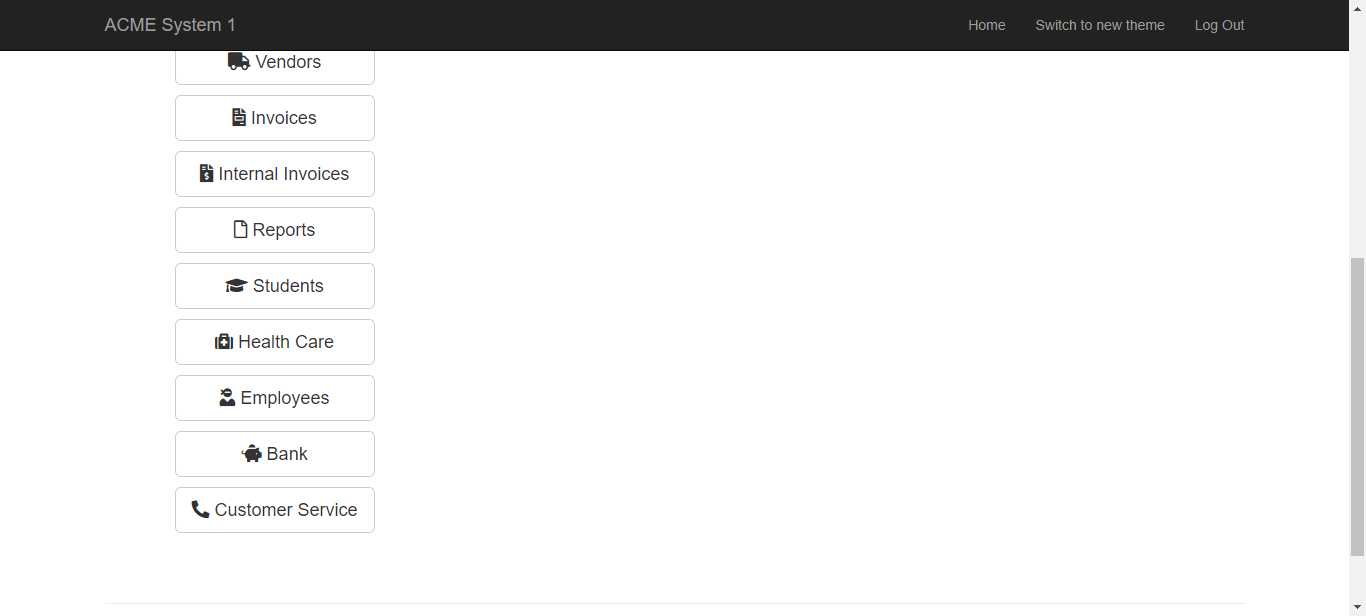 ACME System 1
Home Switch to new theme Log Out
Vendors
Invoices
Internal Invoices
Reports
Students
Health Care
Employees
Bank
Customer Service